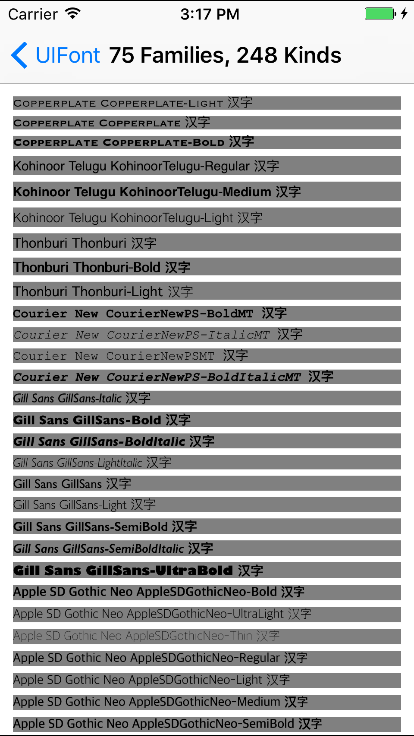 Carrier 3:17 PM
UIFont 75 Families, 248 Kinds
Copperplate Copperplate-Light 汉字
Copperplate Copperplate 汉字
Copperplate Copperplate-Bold 汉字
Kohinoor Telugu KohinoorTelugu-Regular 汉字
Kohinoor Telugu KohinoorTelugu-Medium 汉字
Kohinoor Telugu KohinoorTelugu-Light 汉字
Thonburi Thonburi 汉字
Thonburi Thonburi-Bold 汉字
Thonburi Thonburi-Light 汉字
Courier New CourierNewPS-BoldMT 汉字
Courier New CourierNewPS-ItalicMT 汉字
Courier New CourierNewPSMT 汉字
Courier New CourierNewPS-BoldItalicMT 汉字
Gill Sans GillSans-Italic 汉字
Gill Sans GillSans-Bold 汉字
Gill Sans GillSans-BoldItalic 汉字
Gill Sans GillSans-LightItalic 汉字
Gill Sans GillSans 汉字
Gill Sans GillSans-Light 汉字
Gill Sans GillSans-SemiBold 汉字
Gill Sans GillSans-SemiBoldItalic 汉字
Gill Sans GillSans-UltraBold 汉字
Apple SD Gothic Neo AppleSDGothicNeo-Bold 汉字
Apple SD Gothic Neo AppleSDGothicNeo-UltraLight 汉字
Apple SD Gothic Neo AppleSDGothicNeo-Thin 汉字
Apple SD Gothic Neo AppleSDGothicNeo-Regular 汉字
Apple SD Gothic Neo AppleSDGothicNeo-Light 汉字
Apple SD Gothic Neo AppleSDGothicNeo-Medium 汉字
Apple SD Gothic Neo AppleSDGothicNeo-SemiBold 汉字